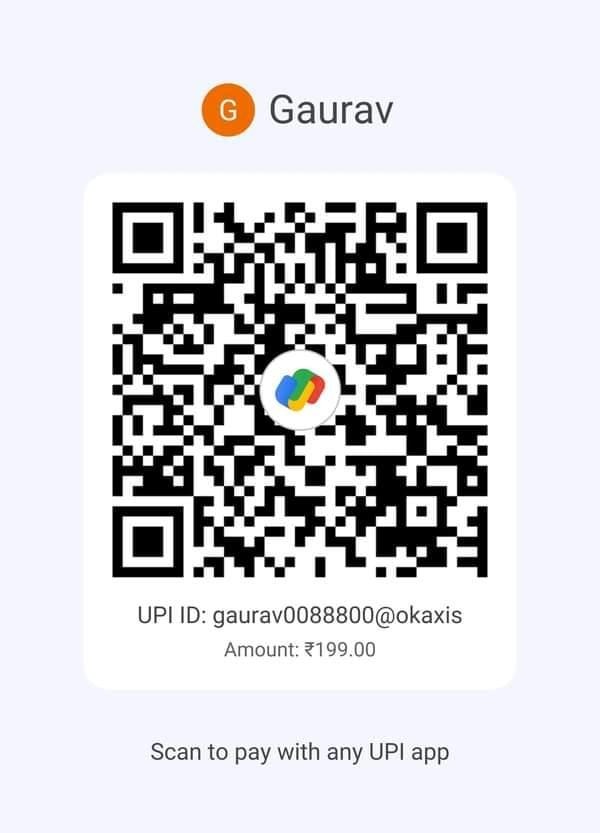 G Gaurav
UPI ID: gaurav0088800@okaxis
Amount: ₹199.00
Scan to pay with any UPI app